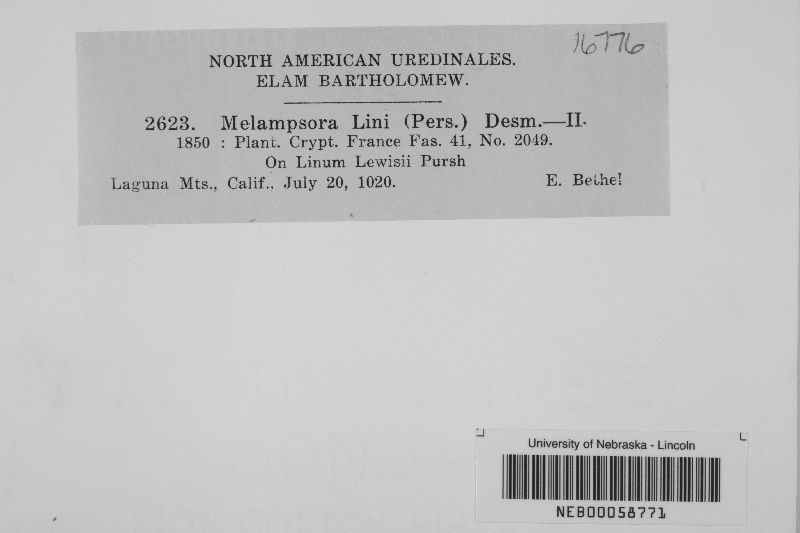 16776
NORTH AMERICAN UREDINALES.
ELAM BARTHOLOMEW.
2623. Melampsora Lini (Pers.) Desm.—II.
1850 : Plant. Crypt. France Fas. 41, No. 2049.
On Linum Lewisii Pursh
Laguna Mts., Calif., July 20, 1020. E. Bethel
University of Nebraska - Lincoln
NEB00058771